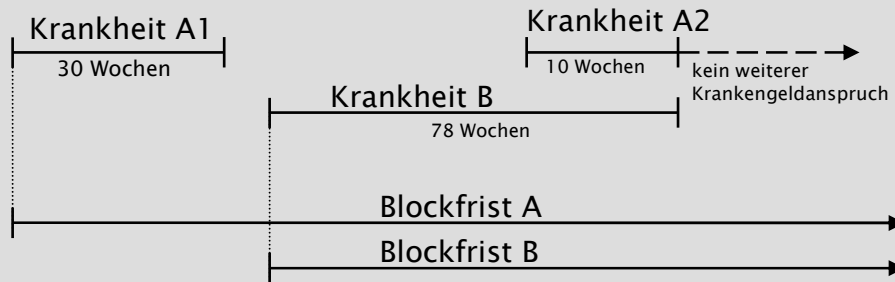 Krankheit A1
30 Wochen
Krankheit A2
10 Wochen
kein weiterer
Krankengeldanspruch
Krankheit B
78 Wochen
Blockfrist A
Blockfrist B